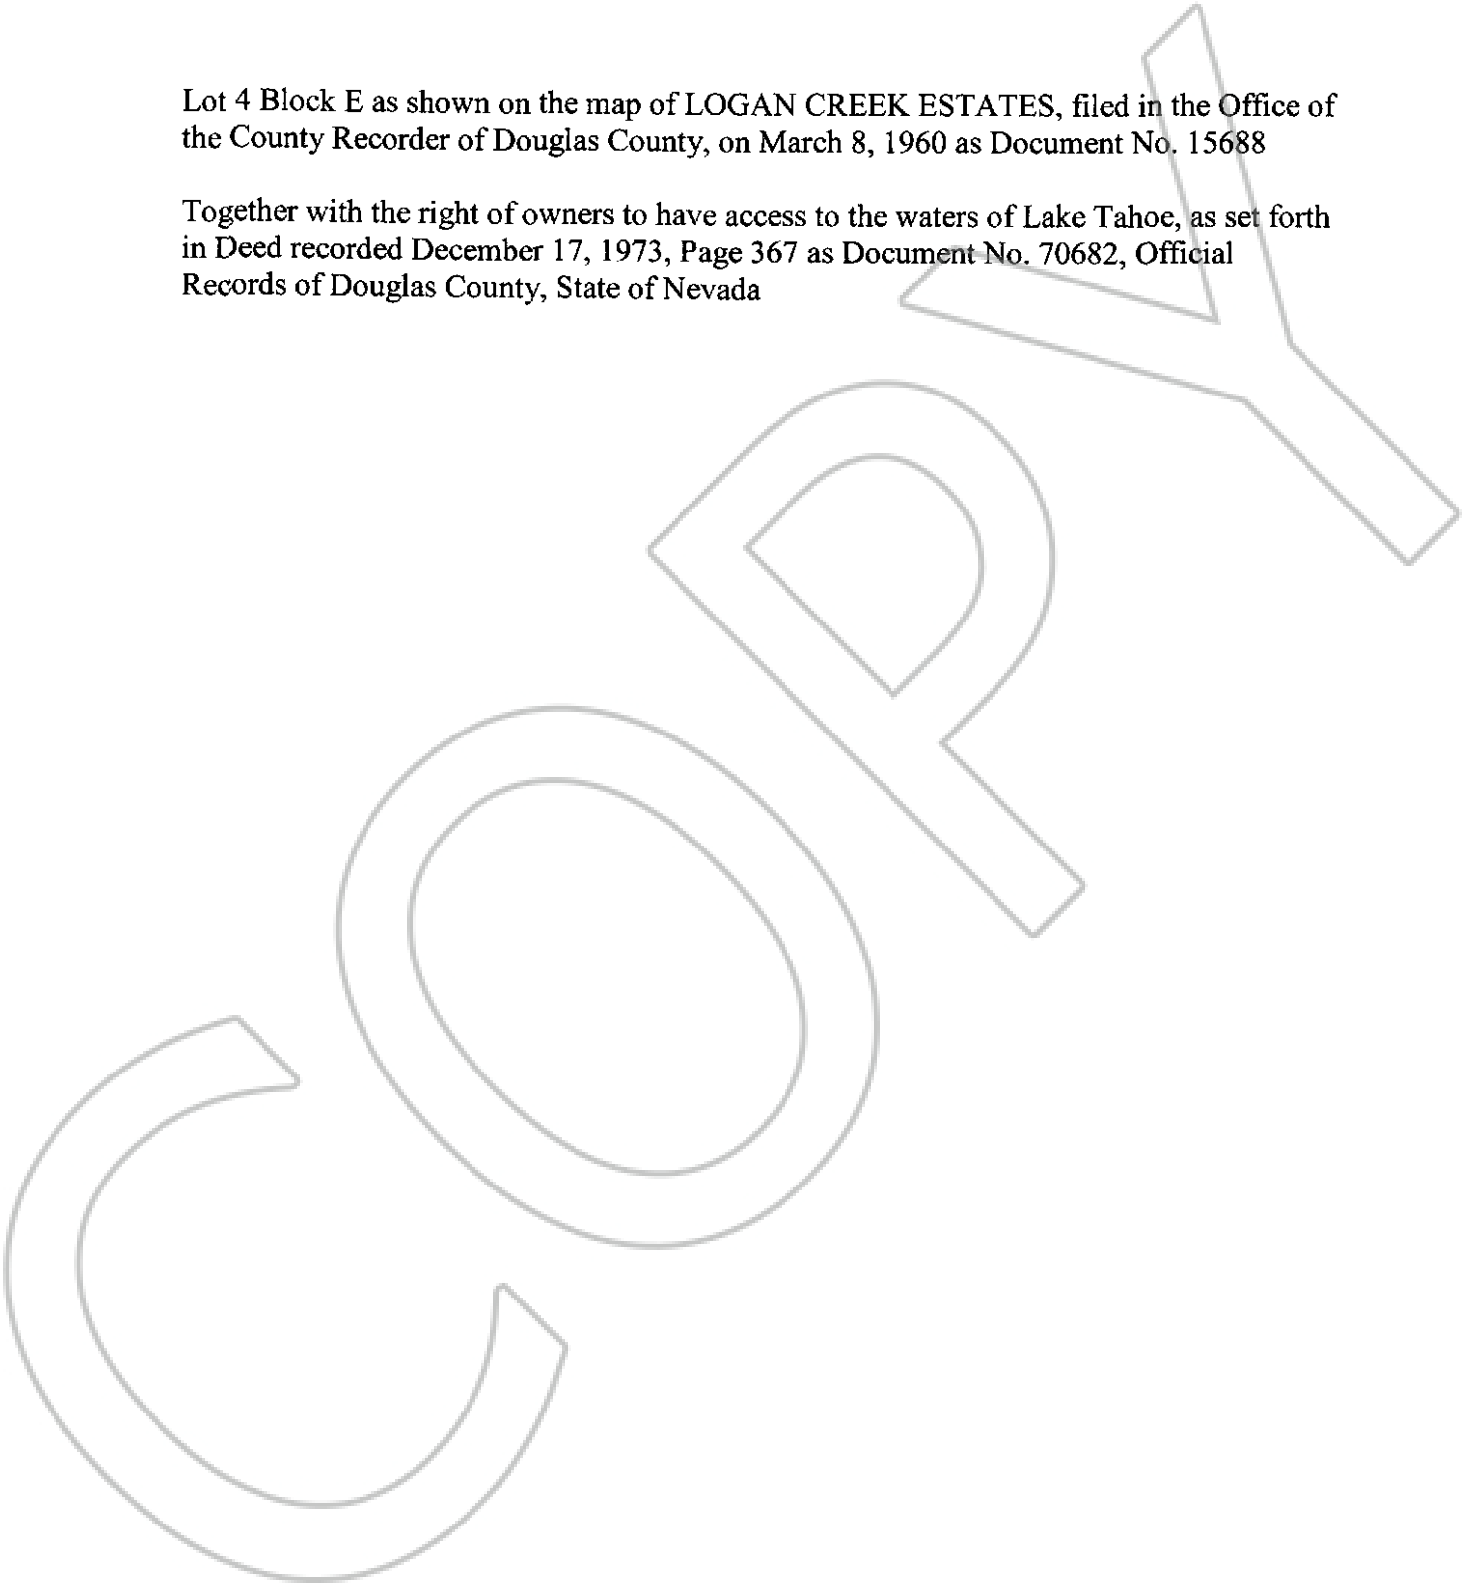 Lot 4 Block E as shown on the map of LOGAN CREEK ESTATES, filed in the Office of
the County Recorder of Douglas County, on March 8, 1960 as Document No. 15688
Together with the right of owners to have access to the waters of Lake Tahoe, as set forth
in Deed recorded December 17, 1973, Page 367 as Document No. 70682, Official
Records of Douglas County, State of Nevada
COPY